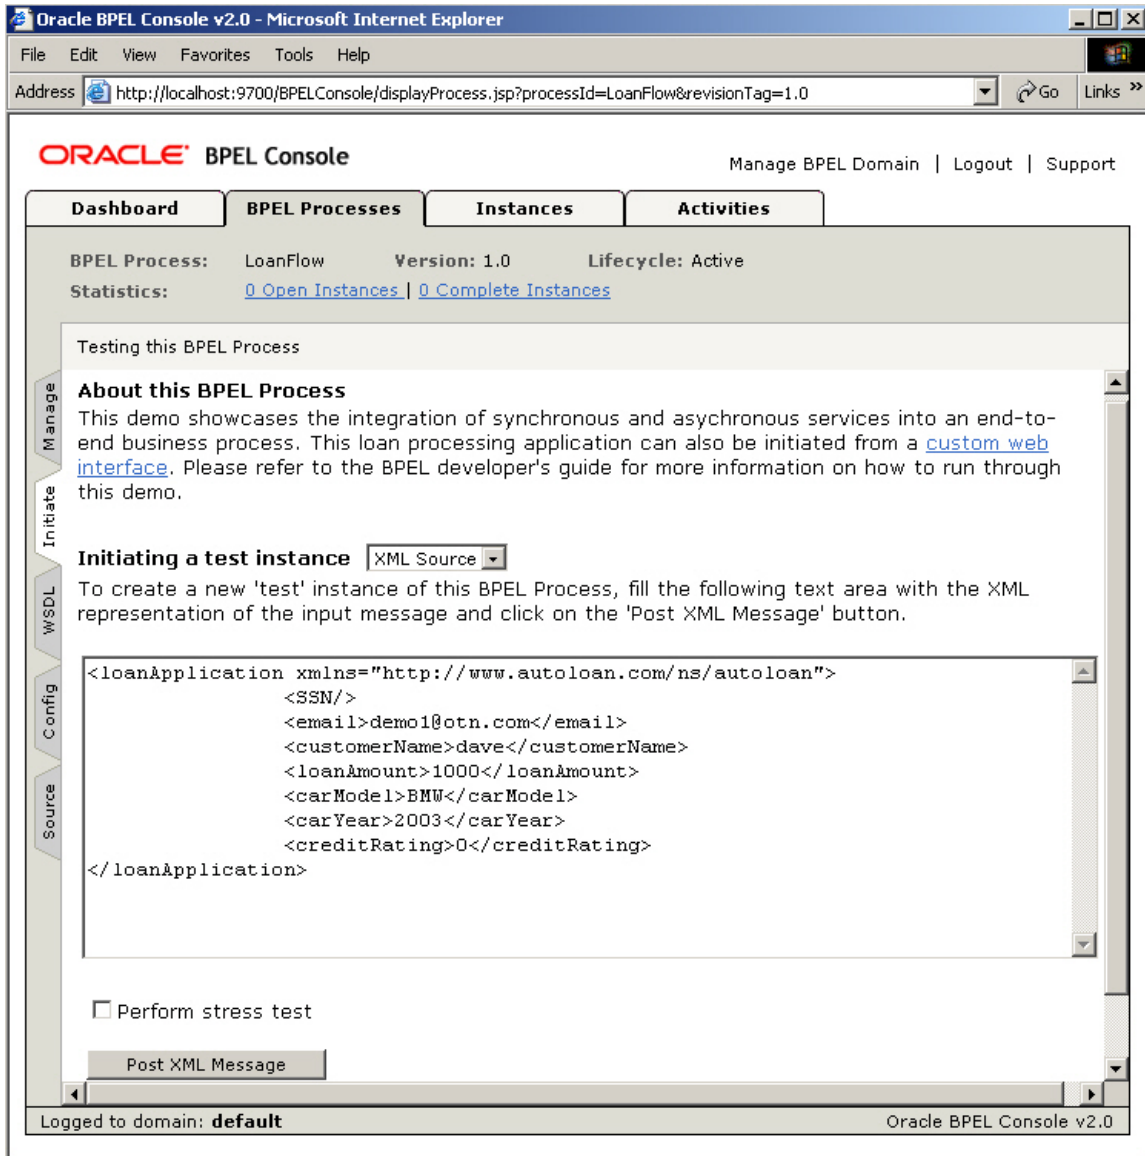 Oracle BPEL Console v2.0 - Microsoft Internet Explorer
File Edit View Favorites Tools Help
Address http://localhost:9700/BPELConsole/displayProcess.jsp?processId=LoanFlow&revisionTag=1.0 Go Links »
ORACLE BPEL Console
Manage BPEL Domain | Logout | Support
Dashboard BPEL Processes Instances Activities
BPEL Process: LoanFlow Version: 1.0 Lifecycle: Active
Statistics: 0 Open Instances | 0 Complete Instances
Testing this BPEL Process
Manage
Initiate
WSDL
Config
Source
About this BPEL Process
This demo showcases the integration of synchronous and asychronous services into an end-to-
end business process. This loan processing application can also be initiated from a custom web
interface. Please refer to the BPEL developer's guide for more information on how to run through
this demo.
Initiating a test instance XML Source
To create a new 'test' instance of this BPEL Process, fill the following text area with the XML
representation of the input message and click on the 'Post XML Message' button.
<loanApplication xmlns="http://www.autoloan.com/ns/autoloan">
<SSN/>
<email>demo1@otn.com</email>
<customerName>dave</customerName>
<loanAmount>1000</loanAmount>
<carModel>BMW</carModel>
<carYear>2003</carYear>
<creditRating>0</creditRating>
</loanApplication>
Perform stress test
Post XML Message
Logged to domain: default Oracle BPEL Console v2.0